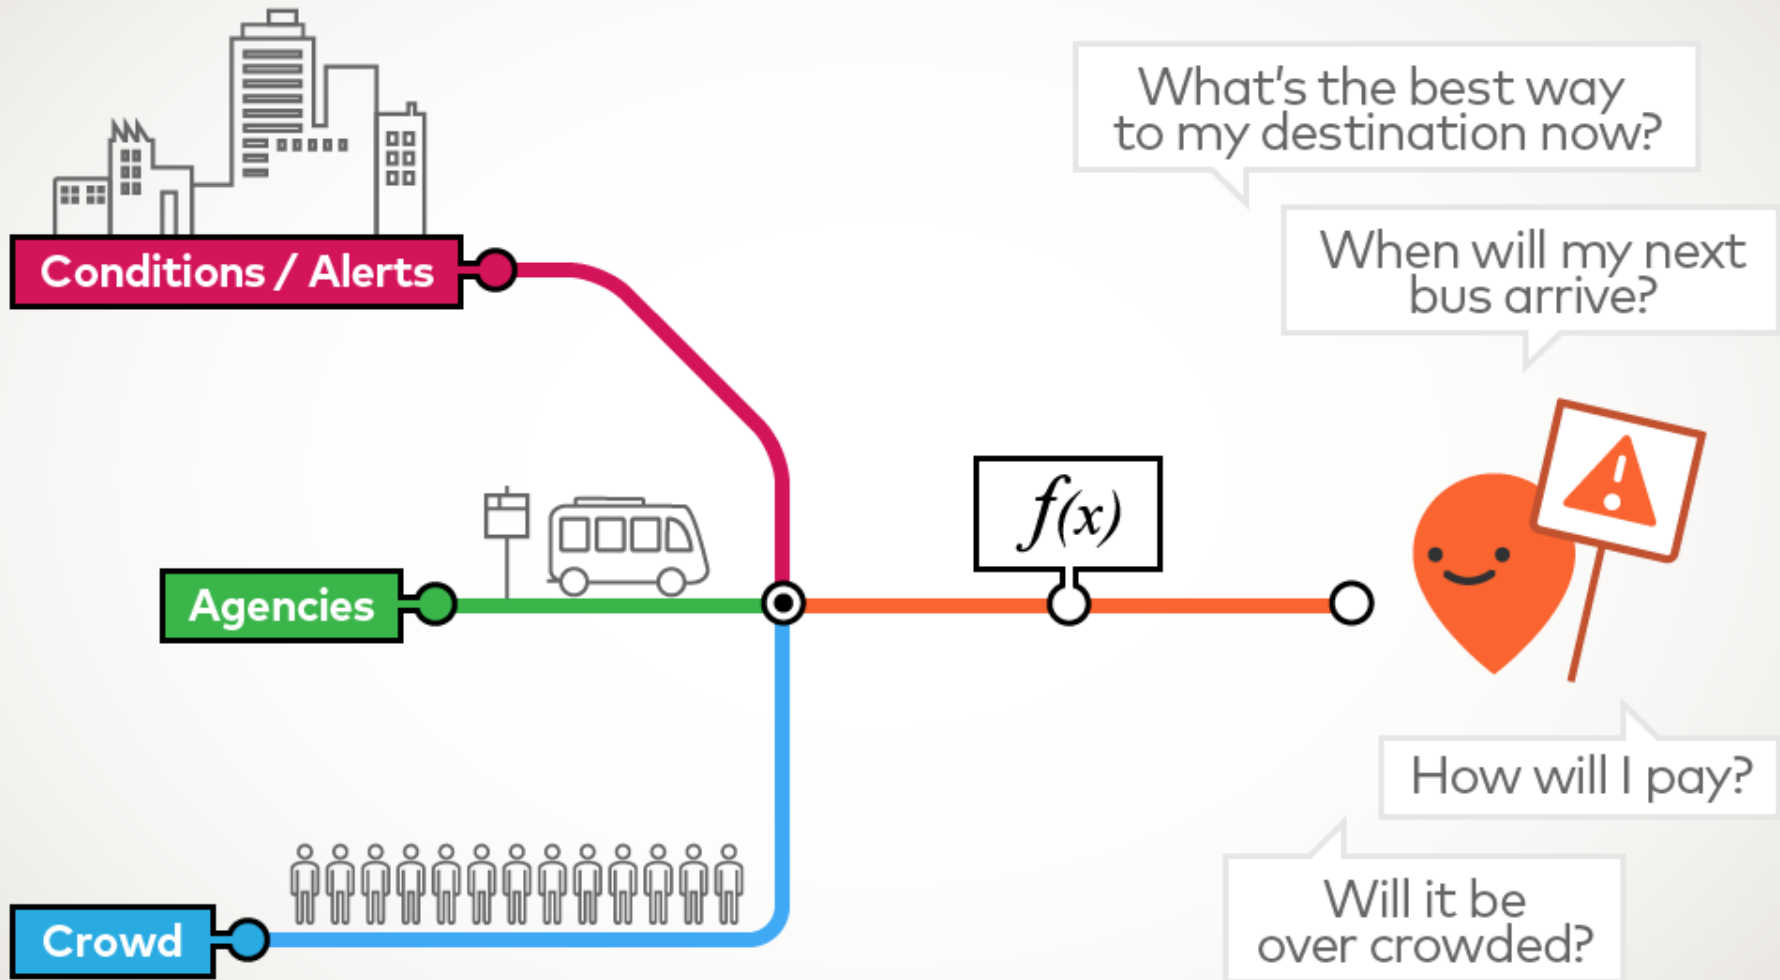 What's the best way
to my destination now?
When will my next
bus arrive?
Conditions / Alerts
f(x)
Agencies
How will I pay?
Will it be
over crowded?
Crowd